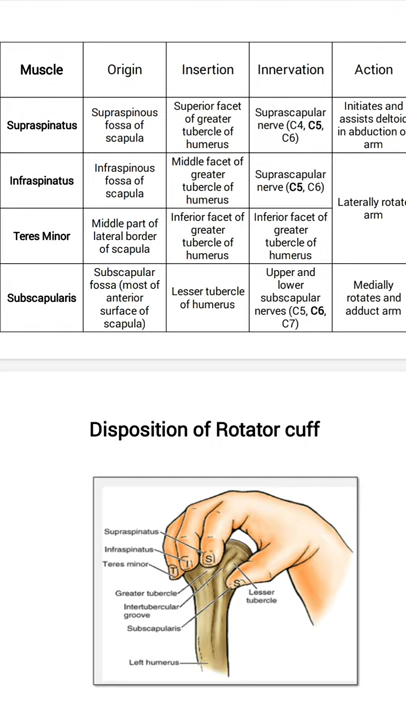 Muscle Origin Insertion Innervation Action
Supraspinatus
Supraspinous
fossa of
scapula
Superior facet
of greater
tubercle of
humerus
Suprascapular
nerve (C4, C5,
C6)
Initiates and
assists deltoid
in abduction o
arm
Infraspinatus
Infraspinous
fossa of
scapula
Middle facet of
greater
tubercle of
humerus
Suprascapular
nerve (C5, C6)
Laterally rotate
arm
Teres Minor
Middle part of
lateral border
of scapula
Inferior facet of
greater
tubercle of
humerus
Inferior facet of
greater
tubercle of
humerus
Subscapularis
Subscapular
fossa (most of
anterior
surface of
scapula)
Lesser tubercle
of humerus
Upper and
lower
subscapular
nerves (C5, C6,
C7)
Medially
rotates and
adduct arm
Disposition of Rotator cuff
Supraspinatus
Infraspinatus
Teres minor
T I S
S
Greater tubercle
Lesser
tubercle
Intertubercular
groove
Subscapularis
Left humerus